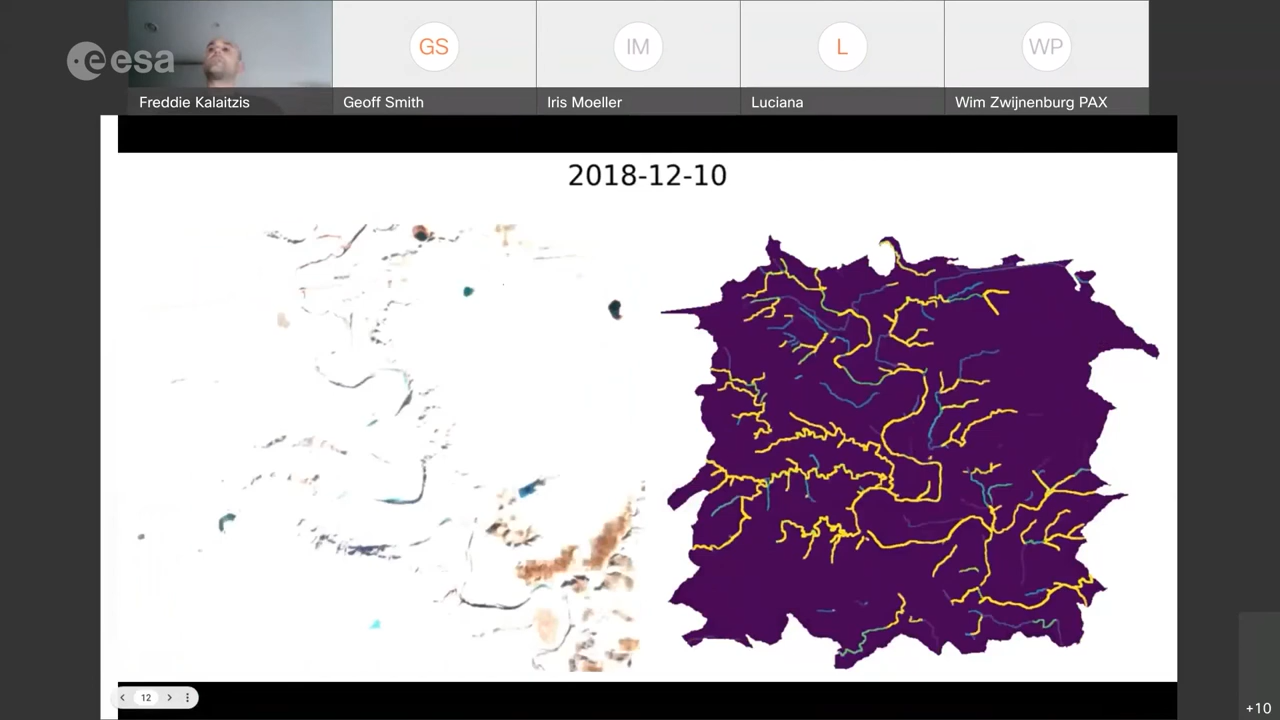 esa
GS
IM
L
WP
Freddie Kalaitzis
Geoff Smith
Iris Moeller
Luciana
Wim Zwijnenburg PAX
2018-12-10
12
+10